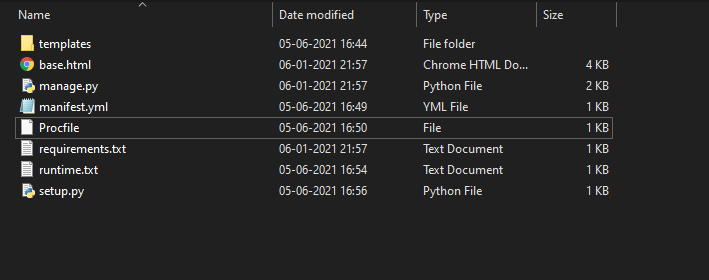 Name Date modified Type Size
templates 05-06-2021 16:44 File folder
base.html 06-01-2021 21:57 Chrome HTML Do... 4 KB
manage.py 06-01-2021 21:57 Python File 2 KB
manifest.yml 05-06-2021 16:49 YML File 1 KB
Procfile 05-06-2021 16:50 File 1 KB
requirements.txt 06-01-2021 21:57 Text Document 1 KB
runtime.txt 05-06-2021 16:54 Text Document 1 KB
setup.py 05-06-2021 16:56 Python File 1 KB